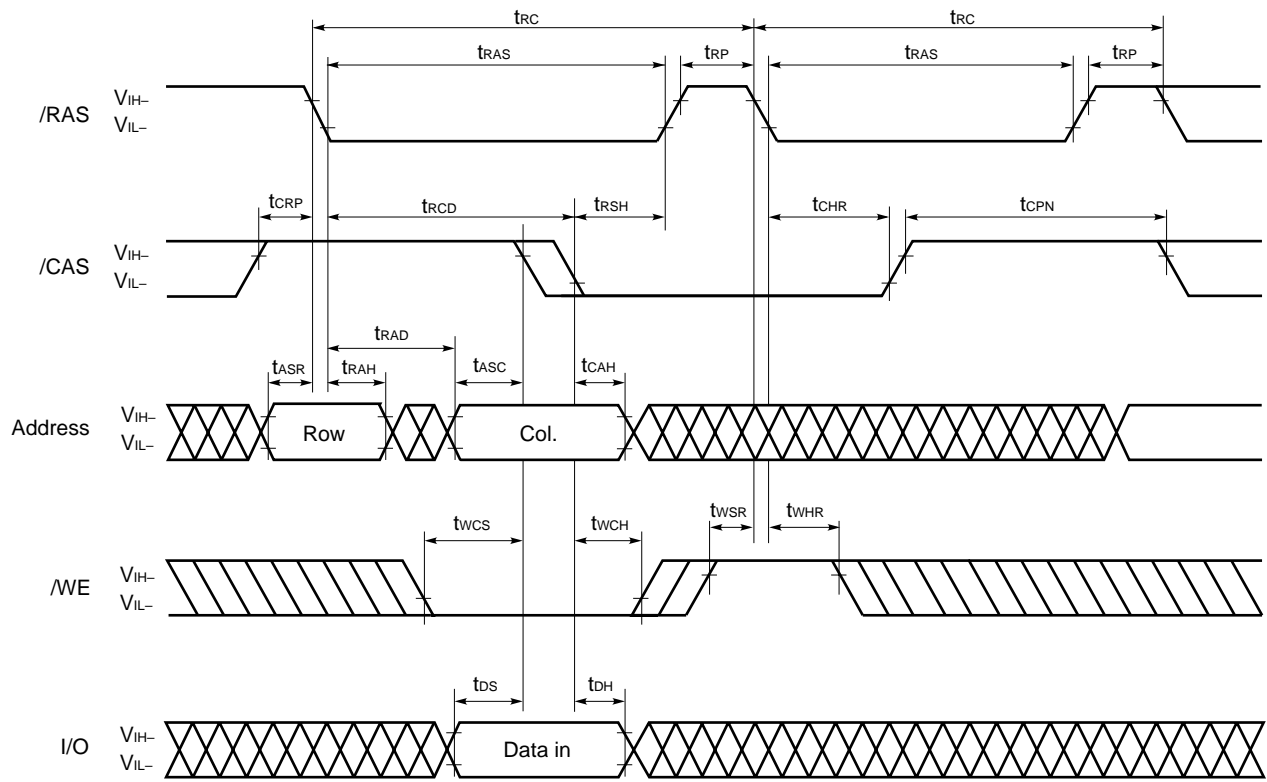 tRC tRC
tRAS tRP tRAS tRP
/RAS VIH– VIL–
tCRP tRCD tRSH tCHR tCPN
/CAS VIH– VIL–
tRAD
tASR tRAH tASC tCAH
Address VIH– VIL– Row Col.
tWCS tWCH tWSR tWHR
/WE VIH– VIL–
tDS tDH
I/O VIH– VIL– Data in